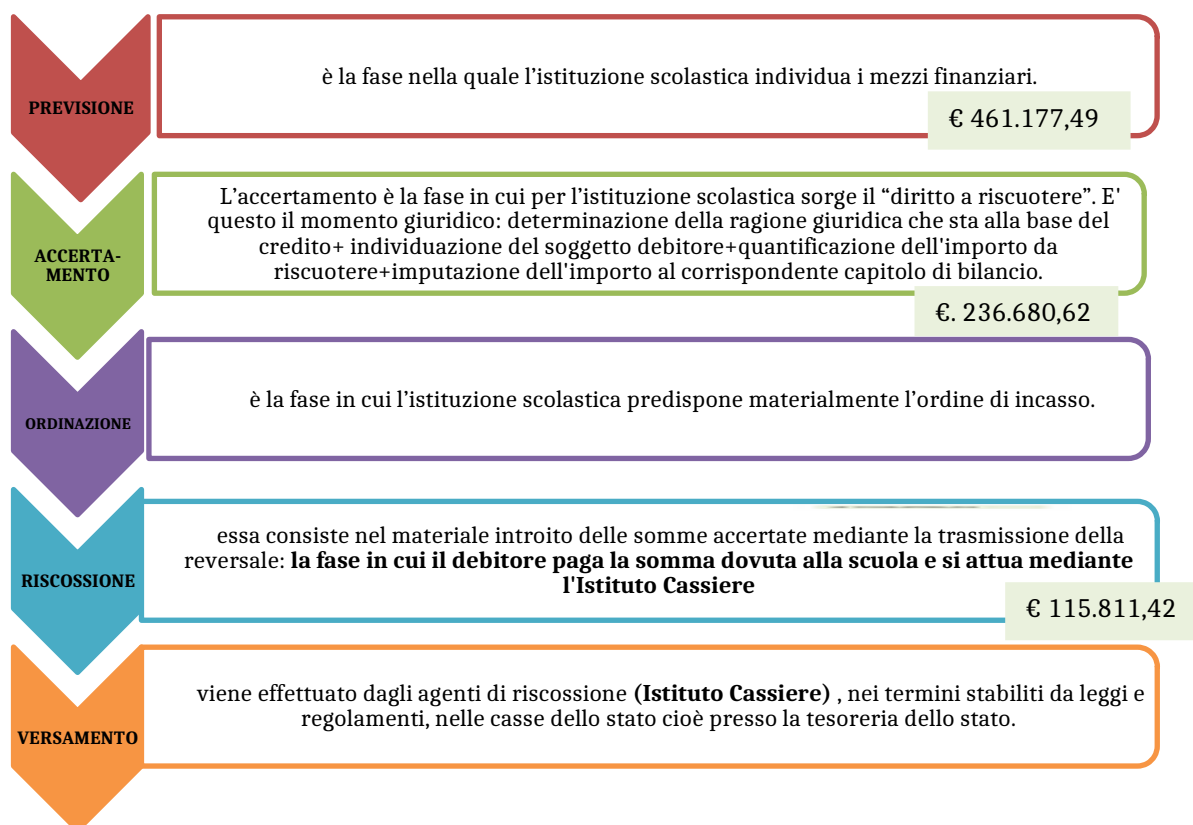 PREVISIONE
è la fase nella quale l’istituzione scolastica individua i mezzi finanziari.
€ 461.177,49
ACCERTA-
MENTO
L’accertamento è la fase in cui per l’istituzione scolastica sorge il “diritto a riscuotere”. E'
questo il momento giuridico: determinazione della ragione giuridica che sta alla base del
credito+ individuazione del soggetto debitore+quantificazione dell'importo da
riscuotere+imputazione dell'importo al corrispondente capitolo di bilancio.
€. 236.680,62
ORDINAZIONE
è la fase in cui l’istituzione scolastica predispone materialmente l’ordine di incasso.
RISCOSSIONE
essa consiste nel materiale introito delle somme accertate mediante la trasmissione della
reversale: la fase in cui il debitore paga la somma dovuta alla scuola e si attua mediante
l'Istituto Cassiere
€ 115.811,42
VERSAMENTO
viene effettuato dagli agenti di riscossione (Istituto Cassiere) , nei termini stabiliti da leggi e
regolamenti, nelle casse dello stato cioè presso la tesoreria dello stato.